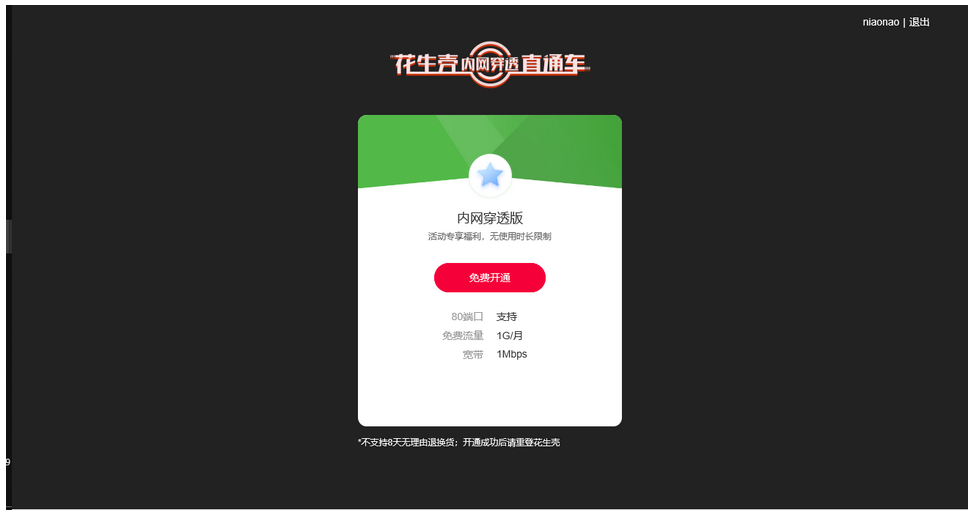 niaonao | 退出
花生壳内网穿透直通车
内网穿透版
活动专享福利，无使用时长限制
免费开通
80端口 支持
免费流量 1G/月
宽带 1Mbps
*不支持8天无理由退换货；开通成功后请重登花生壳
9